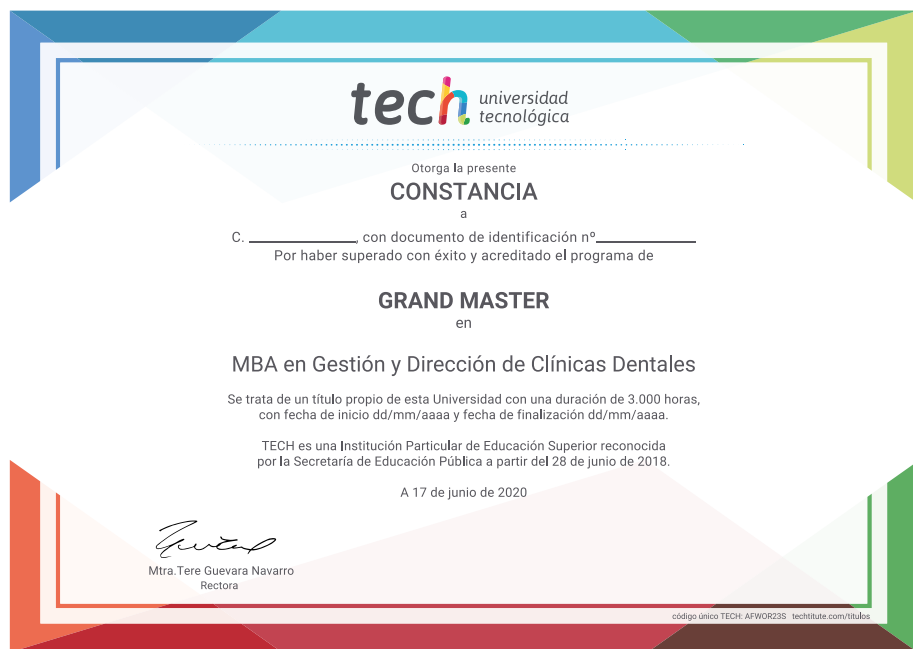 tech universidad
tecnológica
Otorga la presente
CONSTANCIA
a
C. ____________, con documento de identificación nº____________
Por haber superado con éxito y acreditado el programa de
GRAND MASTER
en
MBA en Gestión y Dirección de Clínicas Dentales
Se trata de un título propio de esta Universidad con una duración de 3.000 horas,
con fecha de inicio dd/mm/aaaa y fecha de finalización dd/mm/aaaa.
TECH es una Institución Particular de Educación Superior reconocida
por la Secretaría de Educación Pública a partir del 28 de junio de 2018.
A 17 de junio de 2020
Mtra.Tere Guevara Navarro
Rectora
código único TECH: AFWOR23S techtitute.com/titulos